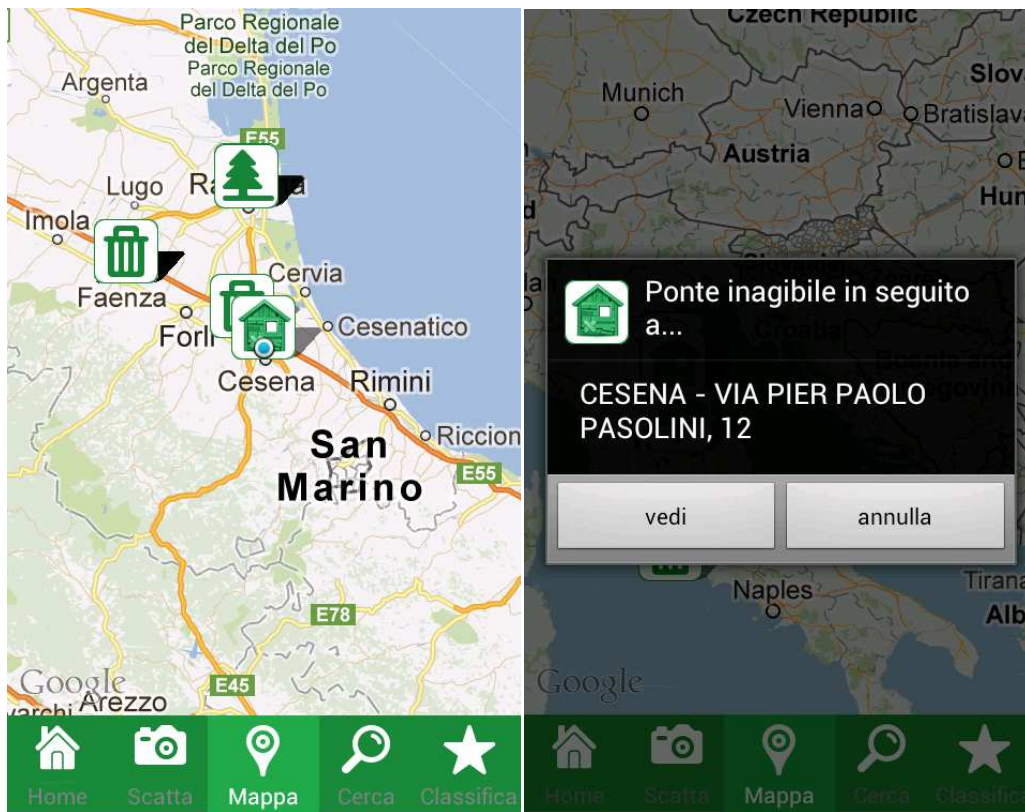 Parco Regionale
del Delta del Po
Parco Regionale
del Delta del Po
Argenta
E55
Lugo
Imola
Cervia
Faenza
Cesenatico
Cesena
Rimini
San
Marino
Riccion
E55
E78
Google
E45
Arezzo
Home
Scatta
Mappa
Cerca
Classifica
Czech Republic
Munich
Vienna
Bratislava
Austria
Slov
Hun
Ponte inagibile in seguito
a...
CESENA - VIA PIER PAOLO
PASOLINI, 12
vedi
annulla
Naples
Tirana
Alb
Google
Home
Scatta
Mappa
Cerca
Classifica